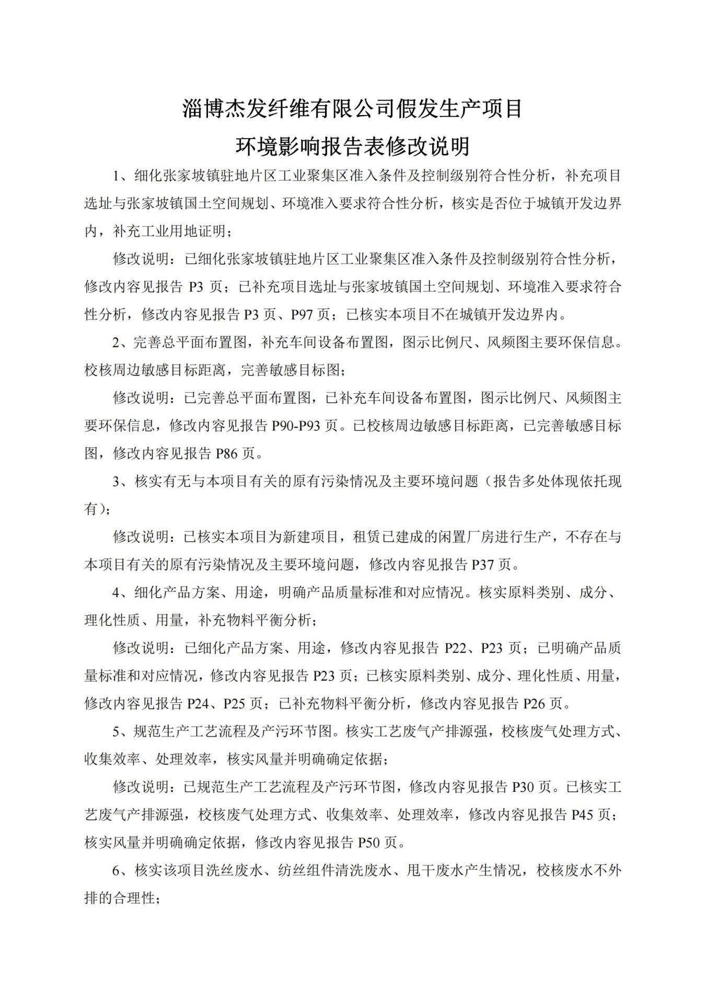 淄博杰发纤维有限公司假发生产项目
环境影响报告表修改说明
1、细化张家坡镇驻地片区工业聚集区准入条件及控制级别符合性分析，补充项目
选址与张家坡镇国土空间规划、环境准入要求符合性分析，核实是否位于城镇开发边界
内，补充工业用地证明；
修改说明：已细化张家坡镇驻地片区工业聚集区准入条件及控制级别符合性分析，
修改内容见报告 P3 页；已补充项目选址与张家坡镇国土空间规划、环境准入要求符合
性分析，修改内容见报告 P3 页、P97 页；已核实本项目不在城镇开发边界内。
2、完善总平面布置图，补充车间设备布置图，图示比例尺、风频图主要环保信息。
校核周边敏感目标距离，完善敏感目标图；
修改说明：已完善总平面布置图，已补充车间设备布置图，图示比例尺、风频图主
要环保信息，修改内容见报告 P90-P93 页。已校核周边敏感目标距离，已完善敏感目标
图，修改内容见报告 P86 页。
3、核实有无与本项目有关的原有污染情况及主要环境问题（报告多处体现依托现
有）；
修改说明：已核实本项目为新建项目，租赁已建成的闲置厂房进行生产，不存在与
本项目有关的原有污染情况及主要环境问题，修改内容见报告 P37 页。
4、细化产品方案、用途，明确产品质量标准和对应情况。核实原料类别、成分、
理化性质、用量，补充物料平衡分析；
修改说明：已细化产品方案、用途，修改内容见报告 P22、P23 页；已明确产品质
量标准和对应情况，修改内容见报告 P23 页；已核实原料类别、成分、理化性质、用量，
修改内容见报告 P24、P25 页；已补充物料平衡分析，修改内容见报告 P26 页。
5、规范生产工艺流程及产污环节图。核实工艺废气产排源强，校核废气处理方式、
收集效率、处理效率，核实风量并明确确定依据；
修改说明：已规范生产工艺流程及产污环节图，修改内容见报告 P30 页。已核实工
艺废气产排源强，校核废气处理方式、收集效率、处理效率，修改内容见报告 P45 页；
核实风量并明确确定依据，修改内容见报告 P50 页。
6、核实该项目洗丝废水、纺丝组件清洗废水、甩干废水产生情况，校核废水不外
排的合理性；